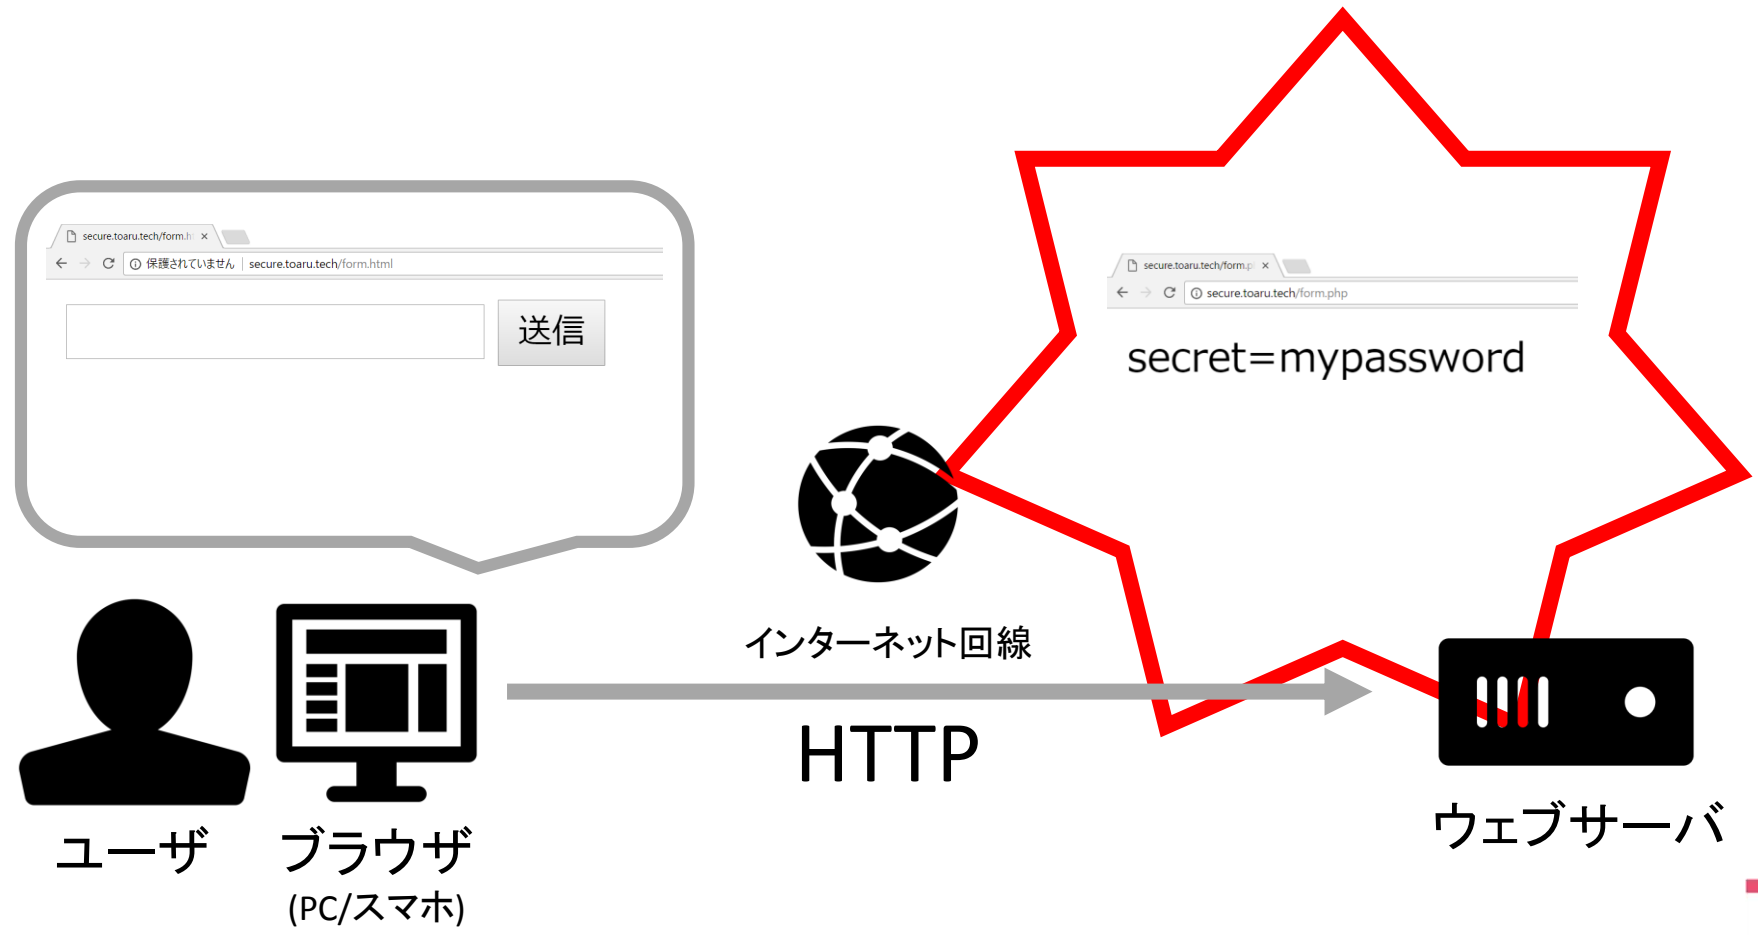 secure.toaru.tech/form.h
保護されていません | secure.toaru.tech/form.html
送信
secure.toaru.tech/form.p
secure.toaru.tech/form.php
secret=mypassword
インターネット回線
HTTP
ユーザ
ブラウザ
(PC/スマホ)
ウェブサーバ